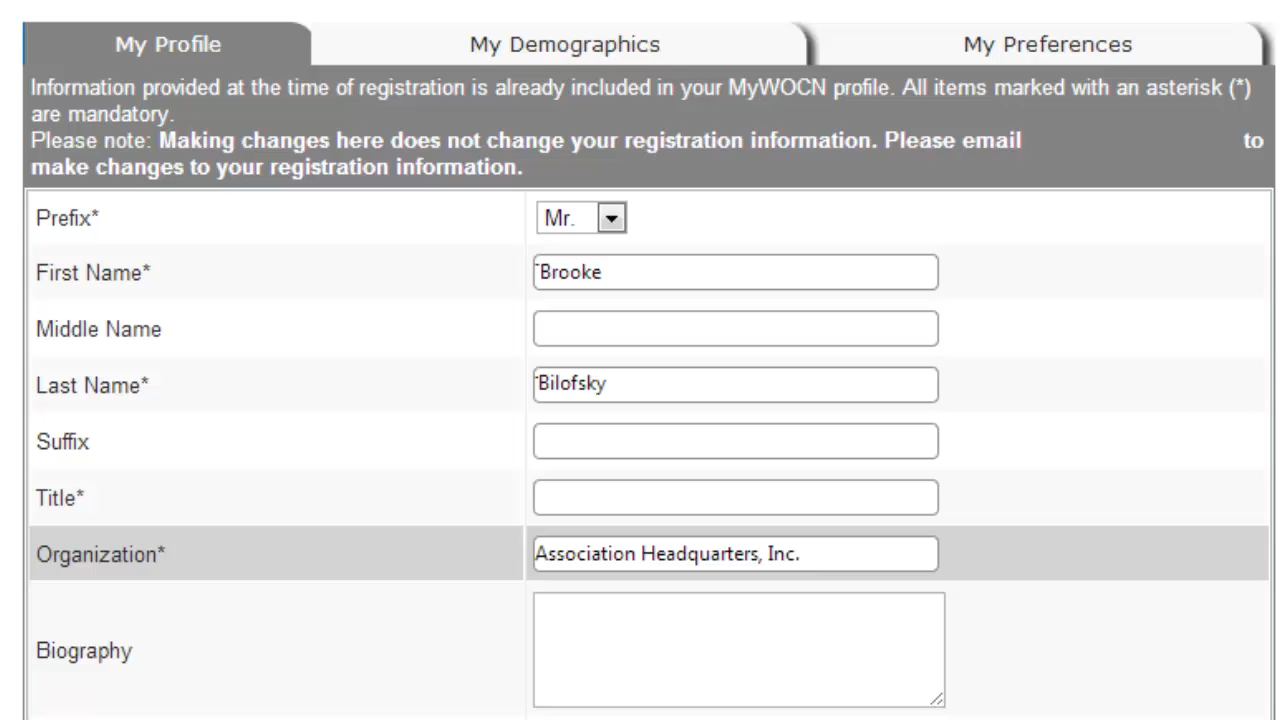 My Profile My Demographics My Preferences
Information provided at the time of registration is already included in your MyWOCN profile. All items marked with an asterisk (*)
are mandatory.
Please note: Making changes here does not change your registration information. Please email to
make changes to your registration information.
Prefix* Mr.
First Name* Brooke
Middle Name
Last Name* Bilofsky
Suffix
Title*
Organization* Association Headquarters, Inc.
Biography